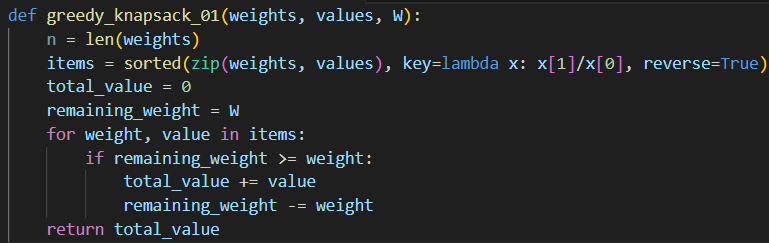 def greedy_knapsack_01(weights, values, W):
    n = len(weights)
    items = sorted(zip(weights, values), key=lambda x: x[1]/x[0], reverse=True)
    total_value = 0
    remaining_weight = W
    for weight, value in items:
        if remaining_weight >= weight:
            total_value += value
            remaining_weight -= weight
    return total_value